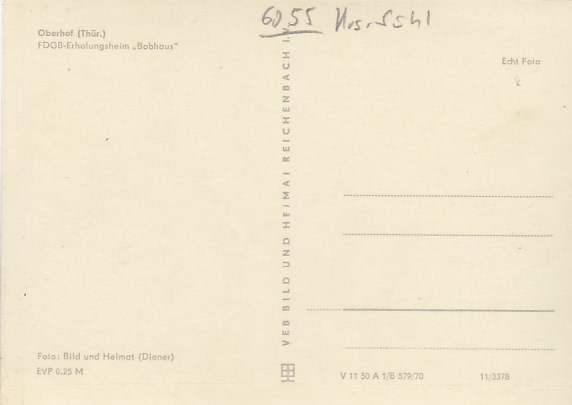 6055 Krs. Suhl
Oberhof (Thür.)
FDGB-Erholungsheim „Bobhaus"
Echt Foto
VEB BILD UND HEIMAT REICHENBACH i.V.
Foto: Bild und Heimat (Diener)
EVP 0,25 M
V 11 50 A 1/B 579/70
11/3378